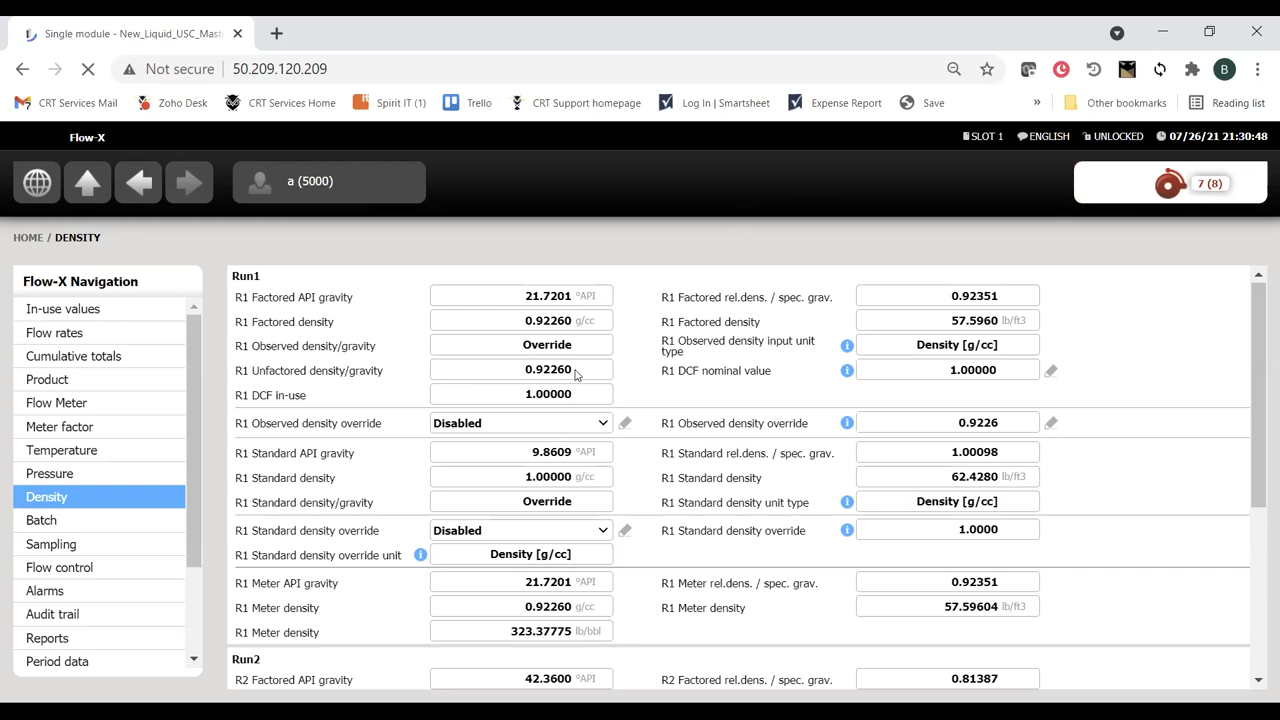 Single module - New_Liquid_USC_Mast
Not secure 50.209.120.209
CRT Services Mail Zoho Desk CRT Services Home Spirit IT (1) Trello CRT Support homepage Log In | Smartsheet Expense Report Save » Other bookmarks Reading list
B
Flow-X SLOT 1 ENGLISH UNLOCKED 07/26/21 21:30:48
a (5000) 7 (8)
HOME / DENSITY
Flow-X Navigation
In-use values
Flow rates
Cumulative totals
Product
Flow Meter
Meter factor
Temperature
Pressure
Density
Batch
Sampling
Flow control
Alarms
Audit trail
Reports
Period data
Run1
R1 Factored API gravity 21.7201 °API R1 Factored rel.dens. / spec. grav. 0.92351
R1 Factored density 0.92260 g/cc R1 Factored density 57.5960 lb/ft3
R1 Observed density/gravity Override R1 Observed density input unit type Density [g/cc]
R1 Unfactored density/gravity 0.92260 R1 DCF nominal value 1.00000
R1 DCF in-use 1.00000
R1 Observed density override Disabled R1 Observed density override 0.9226
R1 Standard API gravity 9.8609 °API R1 Standard rel.dens. / spec. grav. 1.00098
R1 Standard density 1.00000 g/cc R1 Standard density 62.4280 lb/ft3
R1 Standard density/gravity Override R1 Standard density unit type Density [g/cc]
R1 Standard density override Disabled R1 Standard density override 1.0000
R1 Standard density override unit Density [g/cc]
R1 Meter API gravity 21.7201 °API R1 Meter rel.dens. / spec. grav. 0.92351
R1 Meter density 0.92260 g/cc R1 Meter density 57.59604 lb/ft3
R1 Meter density 323.37775 lb/bbl
Run2
R2 Factored API gravity 42.3600 °API R2 Factored rel.dens. / spec. grav. 0.81387